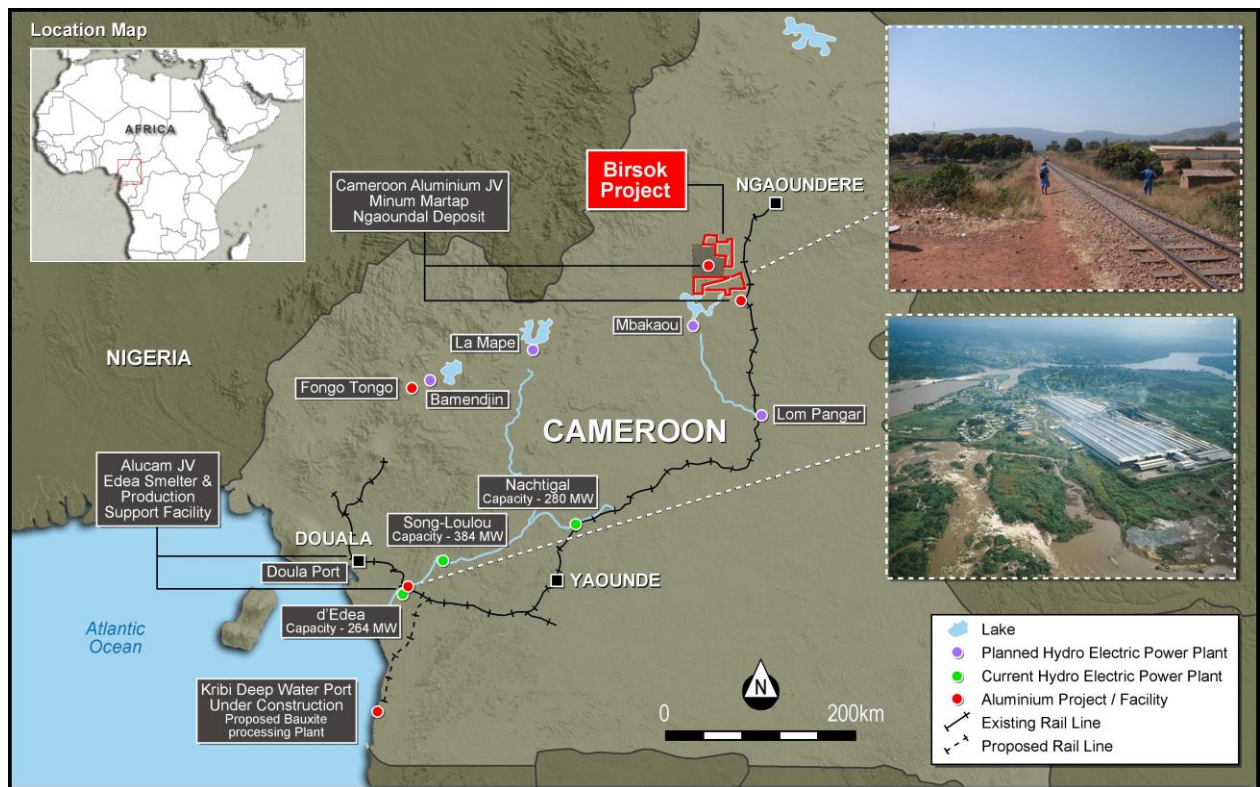 Location Map
AFRICA
Birsok
Project
NGAOUNDERE
Cameroon Aluminium JV
Minum Martap
Ngaoundal Deposit
Mbakaou
La Mape
NIGERIA
Fongo Tongo
Bamendjin
Lom Pangar
CAMEROON
Alucam JV
Edea Smelter &
Production
Support Facility
Nachtigal
Capacity - 280 MW
Song-Loulou
Capacity - 384 MW
DOUALA
Doula Port
YAOUNDE
d'Edea
Capacity - 264 MW
Atlantic
Ocean
Kribi Deep Water Port
Under Construction
Proposed Bauxite
processing Plant
N
0
200km
Lake
Planned Hydro Electric Power Plant
Current Hydro Electric Power Plant
Aluminium Project / Facility
Existing Rail Line
Proposed Rail Line